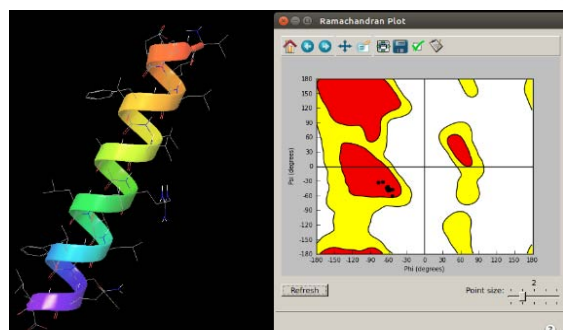 Ramachandran Plot
180
150
120
90
60
30
0
-30
-60
-90
-120
-150
-180
Psi (degrees)
-180 -150 -120 -90 -60 -30 0 30 60 90 120 150 180
Phi (degrees)
2
Refresh
Point size: